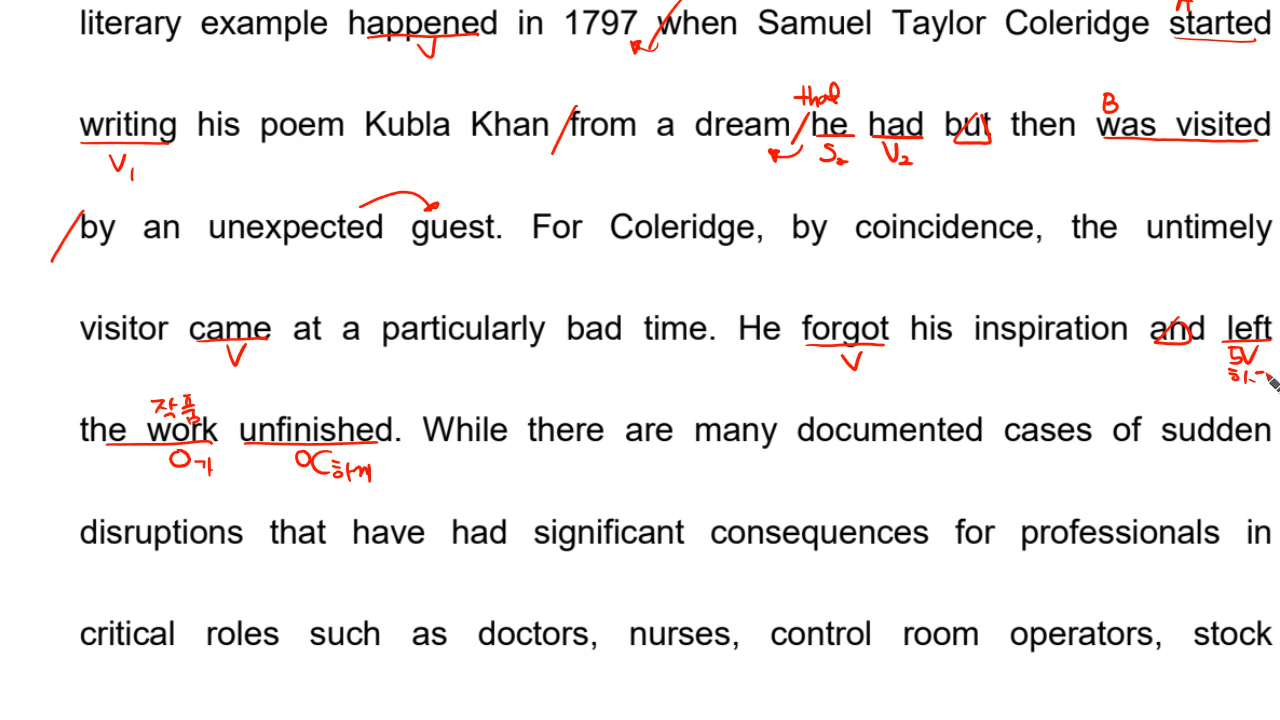 A
literary example happened in 1797 when Samuel Taylor Coleridge started
V
that
B
writing his poem Kubla Khan from a dream he had but then was visited
V₁ S₂ V₂
by an unexpected guest. For Coleridge, by coincidence, the untimely
visitor came at a particularly bad time. He forgot his inspiration and left
V V 5V
작품
the work unfinished. While there are many documented cases of sudden
O가 OC하게
disruptions that have had significant consequences for professionals in
critical roles such as doctors, nurses, control room operators, stock